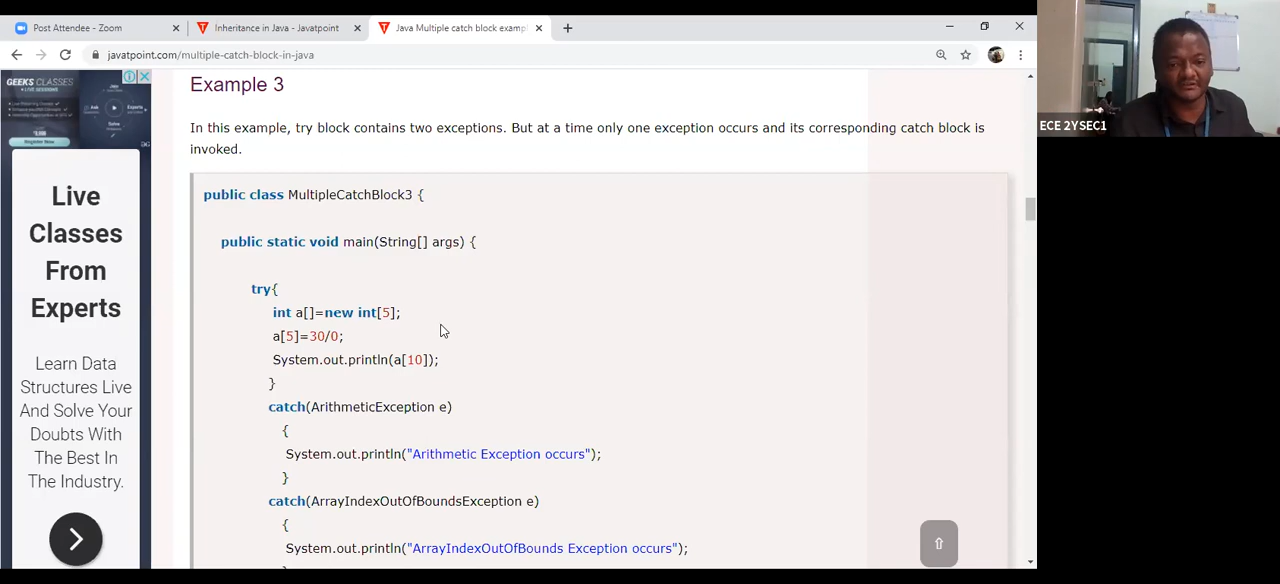 Post Attendee - Zoom
Inheritance in Java - Javatpoint
Java Multiple catch block exampl
javatpoint.com/multiple-catch-block-in-java
GEEKS CLASSES
LIVE SESSIONS
Ask
Register Now
Live
Classes
From
Experts
Learn Data
Structures Live
And Solve Your
Doubts With
The Best In
The Industry.
Example 3
In this example, try block contains two exceptions. But at a time only one exception occurs and its corresponding catch block is
invoked.
public class MultipleCatchBlock3 {
public static void main(String[] args) {
try{
int a[]=new int[5];
a[5]=30/0;
System.out.println(a[10]);
}
catch(ArithmeticException e)
{
System.out.println("Arithmetic Exception occurs");
}
catch(ArrayIndexOutOfBoundsException e)
{
System.out.println("ArrayIndexOutOfBounds Exception occurs");
ECE 2YSEC1